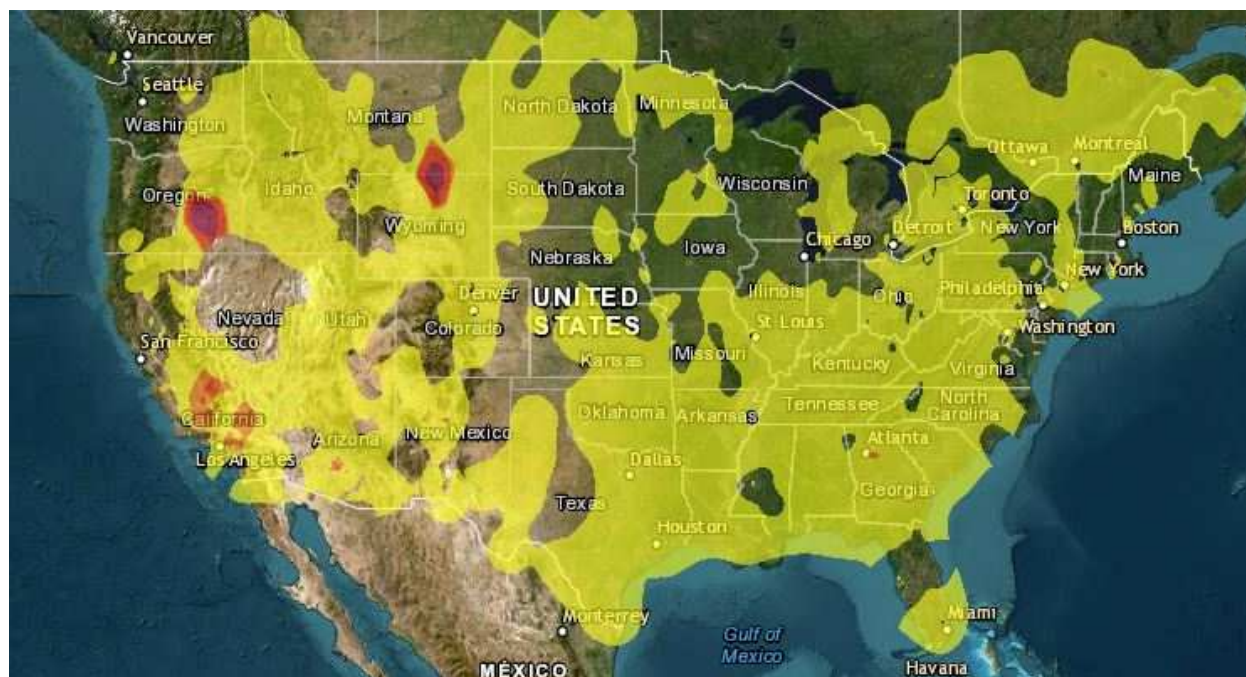 Vancouver
Seattle
Washington
Montana
North Dakota
Minnesota
Ottawa
Montreal
Oregon
Idaho
South Dakota
Wisconsin
Toronto
Maine
Wyoming
Detroit
New York
Boston
Chicago
Iowa
Nebraska
New York
Denver
UNITED
STATES
Illinois
Ohio
Philadelphia
Nevada
Utah
Colorado
St Louis
Washington
San Francisco
Kansas
Missouri
Kentucky
Virginia
California
Arizona
New Mexico
Oklahoma
Arkansas
Tennessee
North
Carolina
Los Angeles
Dallas
Atlanta
Texas
Georgia
Houston
Monterrey
Miami
Gulf of
Mexico
MÉXICO
Havana